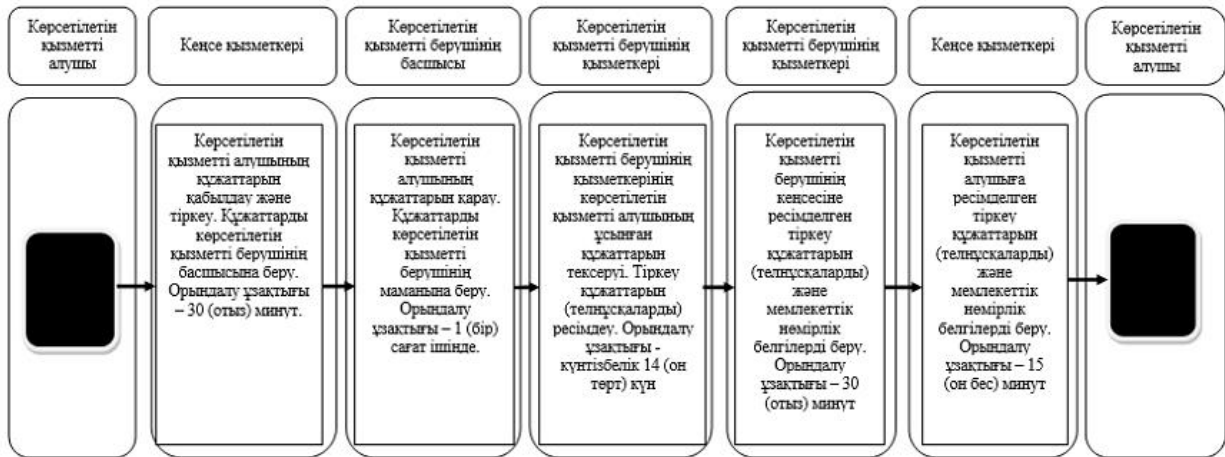 Көрсетілетін
қызметті
алушы
Кеңсе қызметкері
Көрсетілетін
қызметті берушінің
басшысы
Көрсетілетін
қызметті берушінің
қызметкері
Көрсетілетін
қызметті берушінің
қызметкері
Кеңсе қызметкері
Көрсетілетін
қызметті
алушы
Көрсетілетін
қызметті алушының
құжаттарын
қабылдау және
тіркеу. Құжаттарды
көрсетілетін
қызметті берушінің
басшысына беру.
Орындалу ұзақтығы
– 30 (отыз) минут.
Көрсетілетін
қызметті
алушының
құжаттарын қарау.
Құжаттарды
көрсетілетін
қызметті
берушінің
маманына беру.
Орындалу
ұзақтығы – 1 (бір)
сағат ішінде.
Көрсетілетін
қызметті берушінің
қызметкерінің
көрсетілетін
қызметті алушының
ұсынған
құжаттарын
тексеруі. Тіркеу
құжаттарын
(телнұсқаларды)
ресімдеу. Орындалу
ұзақтығы -
күнтізбелік 14 (он
төрт) күн
Көрсетілетін
қызметті
берушінің
кеңсесіне
ресімделген
тіркеу
құжаттарын
(телнұсқаларды)
және
мемлекеттік
нөмірлік
белгілерді беру.
Орындалу
ұзақтығы – 30
(отыз) минут
Көрсетілетін
қызметті
алушыға
ресімделген
тіркеу
құжаттарын
(телнұсқаларды)
және
мемлекеттік
нөмірлік
белгілерді беру.
Орындалу
ұзақтығы – 15
(он бес) минут